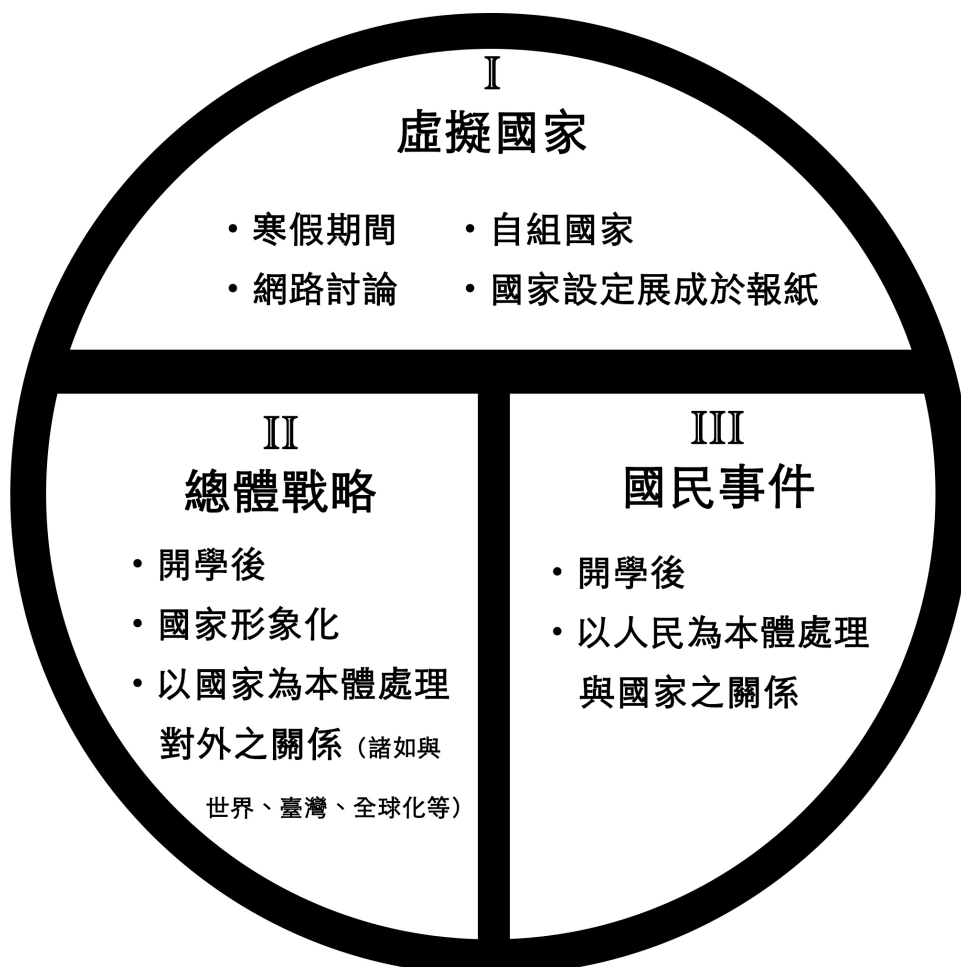 I
虛擬國家
・寒假期間
・網路討論
・自組國家
・國家設定展成於報紙
II
總體戰略
・開學後
・國家形象化
・以國家為本體處理
對外之關係（諸如與
世界、臺灣、全球化等）
III
國民事件
・開學後
・以人民為本體處理
與國家之關係